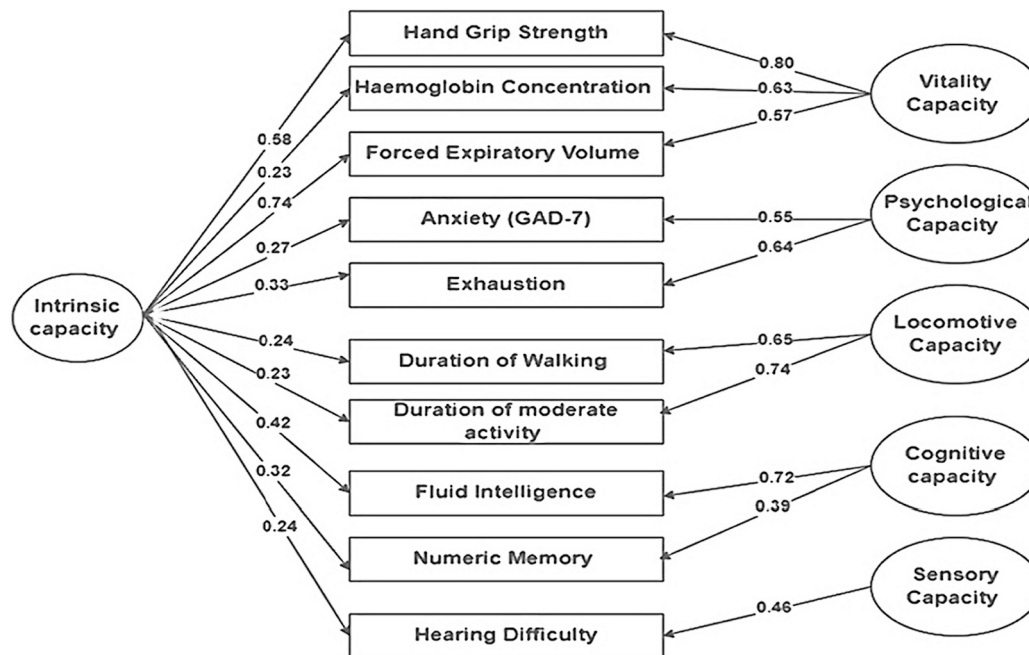 Hand Grip Strength
0.80
Vitality
Capacity
Haemoglobin Concentration
0.63
0.57
0.58
Forced Expiratory Volume
0.23
0.74
Psychological
Capacity
Anxiety (GAD-7)
0.55
0.27
0.64
0.33
Exhaustion
Intrinsic
capacity
Locomotive
Capacity
0.24
Duration of Walking
0.65
0.23
0.74
Duration of moderate
activity
0.42
Cognitive
capacity
0.32
Fluid Intelligence
0.72
0.39
0.24
Numeric Memory
Sensory
Capacity
0.46
Hearing Difficulty